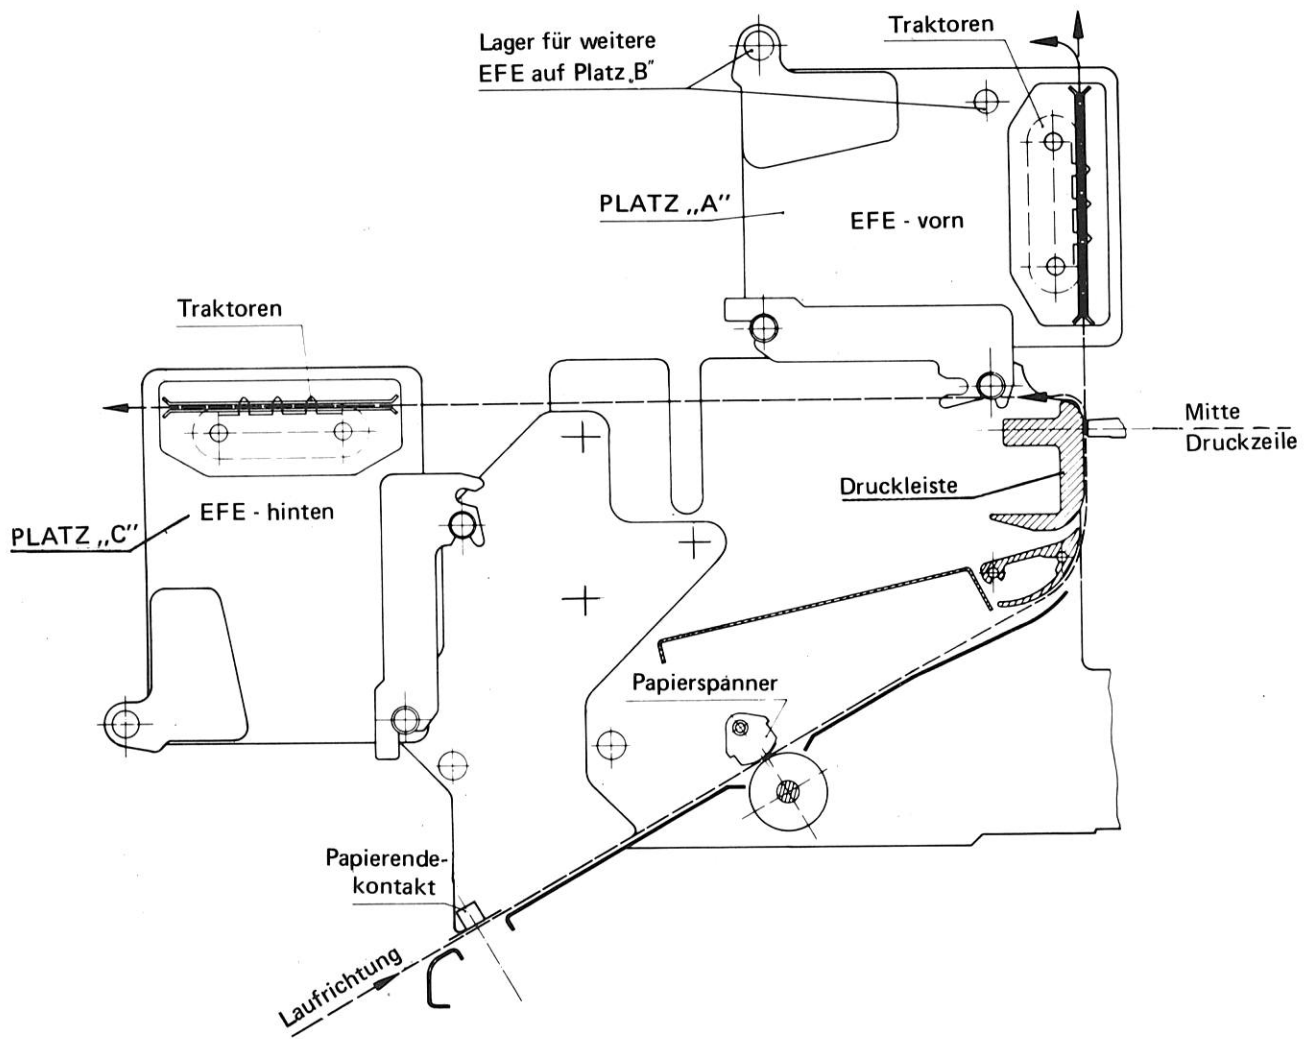 Lager für weitere
EFE auf Platz „B"
Traktoren
PLATZ „A"
EFE - vorn
Traktoren
Mitte
Druckzeile
Druckleiste
EFE - hinten
PLATZ „C"
Papierspanner
Papierende-
kontakt
Laufrichtung